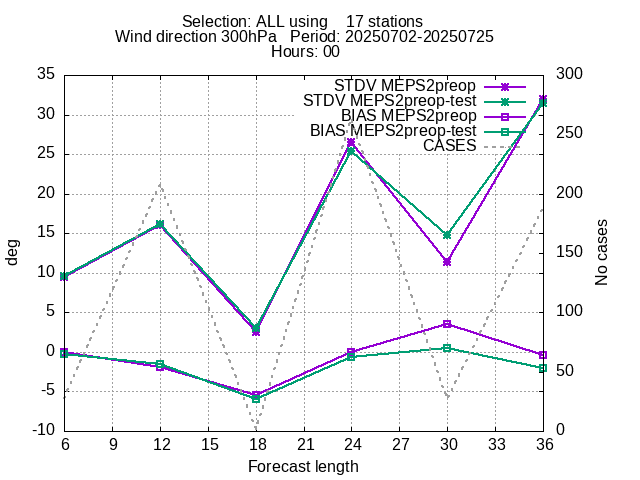 Selection: ALL using    17 stations
Wind direction 300hPa   Period: 20250702-20250725
Hours: 00
STDV MEPS2preop
STDV MEPS2preop-test
BIAS MEPS2preop
BIAS MEPS2preop-test
CASES
35
30
25
20
15
10
5
0
-5
-10
deg
300
250
200
150
100
50
0
No cases
6 9 12 15 18 21 24 27 30 33 36
Forecast length